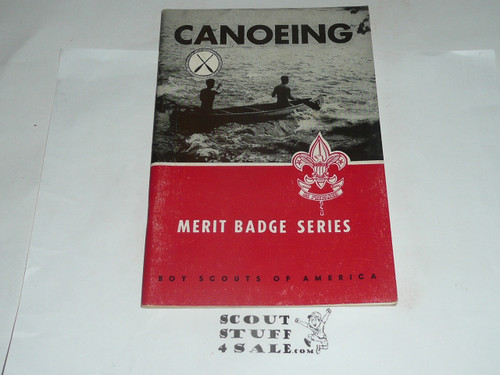 CANOEING
MERIT BADGE SERIES
BOY SCOUTS OF AMERICA
SCOUT
STUFF
4 SALE.com